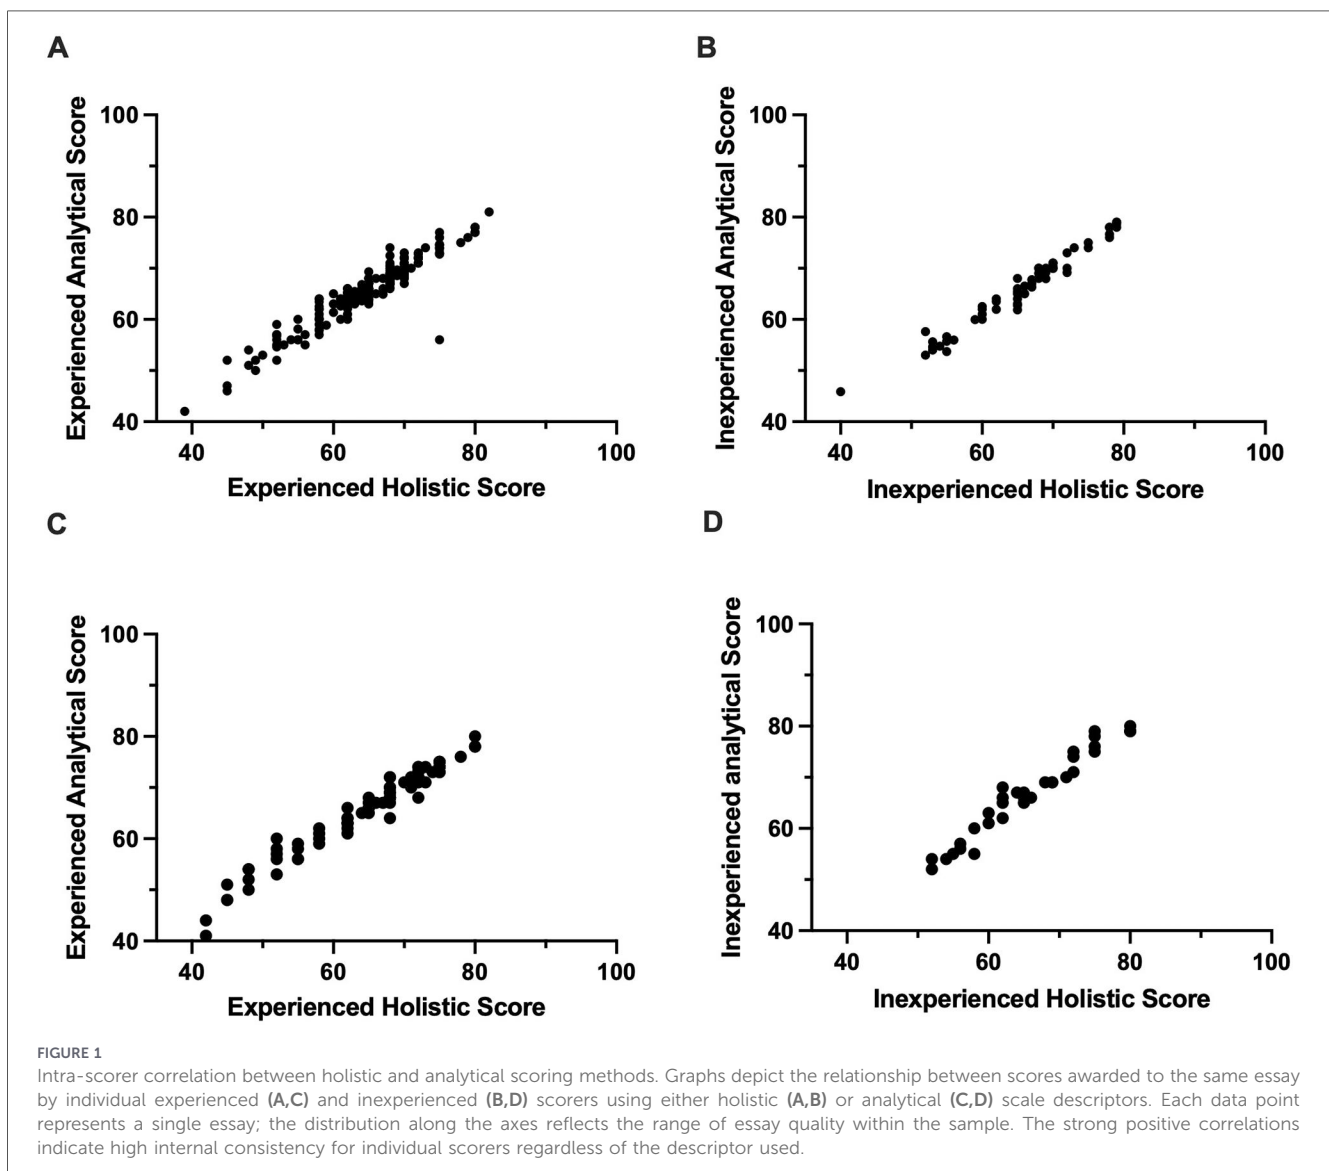 A
B
Experienced Analytical Score
100
80
60
40
40
60
80
100
Experienced Holistic Score
Inexperienced Analytical Score
100
80
60
40
40
60
80
100
Inexperienced Holistic Score
C
D
Experienced Analytical Score
100
80
60
40
40
60
80
100
Experienced Holistic Score
Inexperienced analytical Score
100
80
60
40
40
60
80
100
Inexperienced Holistic Score
FIGURE 1
Intra-scorer correlation between holistic and analytical scoring methods. Graphs depict the relationship between scores awarded to the same essay
by individual experienced (A,C) and inexperienced (B,D) scorers using either holistic (A,B) or analytical (C,D) scale descriptors. Each data point
represents a single essay; the distribution along the axes reflects the range of essay quality within the sample. The strong positive correlations
indicate high internal consistency for individual scorers regardless of the descriptor used.